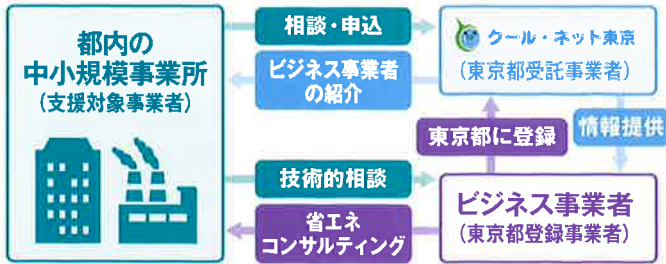 都内の
中小規模事業所
(支援対象事業者)
相談・申込
ビジネス事業者
の紹介
クール・ネット東京
(東京都受託事業者)
東京都に登録
情報提供
技術的相談
省エネ
コンサルティング
ビジネス事業者
(東京都登録事業者)